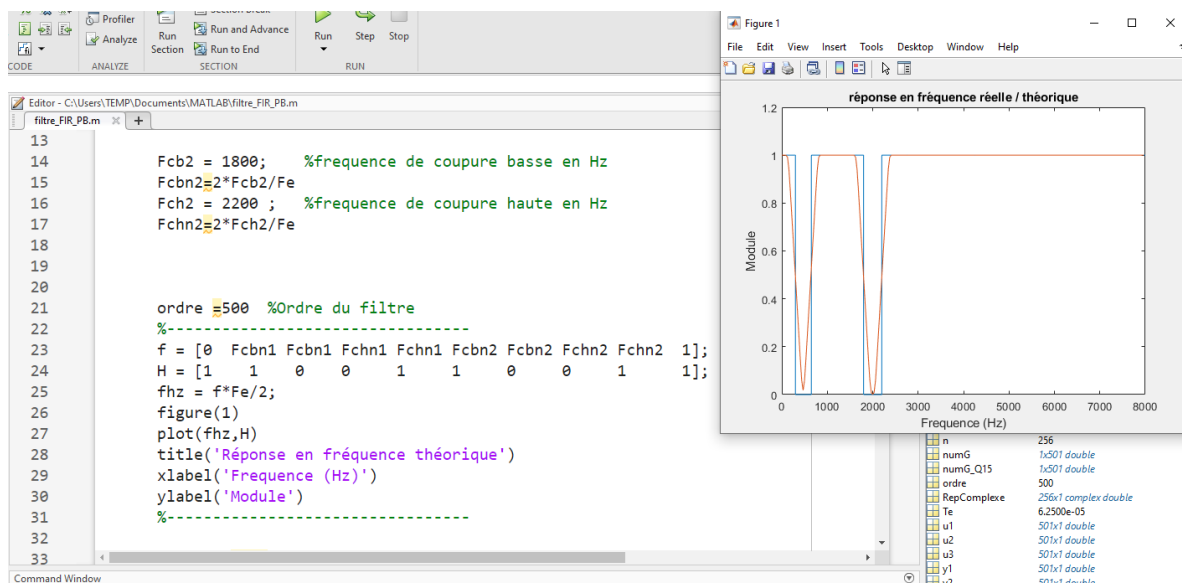 Profiler
Analyze
Run
Section
Run and Advance
Run to End
Run
Step
Stop
CODE
ANALYZE
SECTION
RUN
Editor - C:\Users\TEMP\Documents\MATLAB\filtre_FIR_PB.m
filtre_FIR_PB.m
13
14 Fcb2 = 1800; %frequence de coupure basse en Hz
15 Fcbn2=2*Fcb2/Fe
16 Fch2 = 2200 ; %frequence de coupure haute en Hz
17 Fchn2=2*Fch2/Fe
18
19
20
21 ordre =500 %Ordre du filtre
22 %---------------------------------
23 f = [0 Fcbn1 Fcbn1 Fchn1 Fchn1 Fcbn2 Fcbn2 Fchn2 Fchn2 1];
24 H = [1 1 0 0 1 1 0 0 1 1];
25 fhz = f*Fe/2;
26 figure(1)
27 plot(fhz,H)
28 title('Réponse en fréquence théorique')
29 xlabel('Frequence (Hz)')
30 ylabel('Module')
31 %---------------------------------
32
33
Command Window
Figure 1
File Edit View Insert Tools Desktop Window Help
réponse en fréquence réelle / théorique
1.2
1
0.8
0.6
0.4
0.2
0
Module
0 1000 2000 3000 4000 5000 6000 7000 8000
Frequence (Hz)
n 256
numG 1x501 double
numG_Q15 1x501 double
ordre 500
RepComplexe 256x1 complex double
Te 6.2500e-05
u1 501x1 double
u2 501x1 double
u3 501x1 double
y1 501x1 double
y2 501x1 double